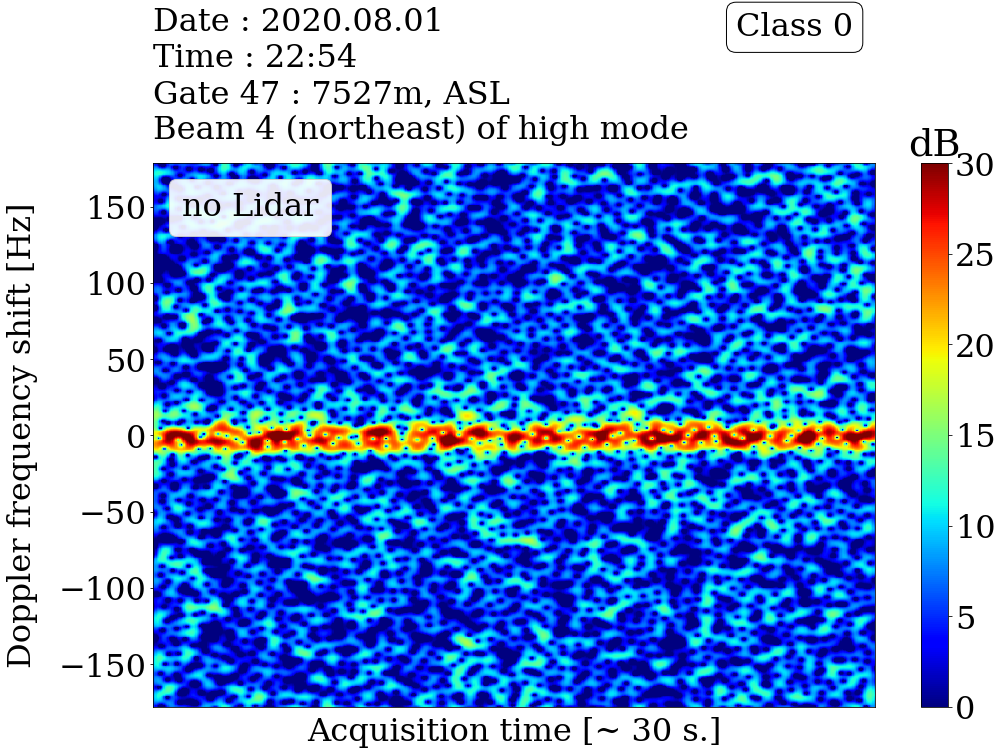 Date : 2020.08.01
Time : 22:54
Gate 47 : 7527m, ASL
Beam 4 (northeast) of high mode
Class 0
dB
no Lidar
Doppler frequency shift [Hz]
150
100
50
0
−50
−100
−150
30
25
20
15
10
5
0
Acquisition time [~ 30 s.]